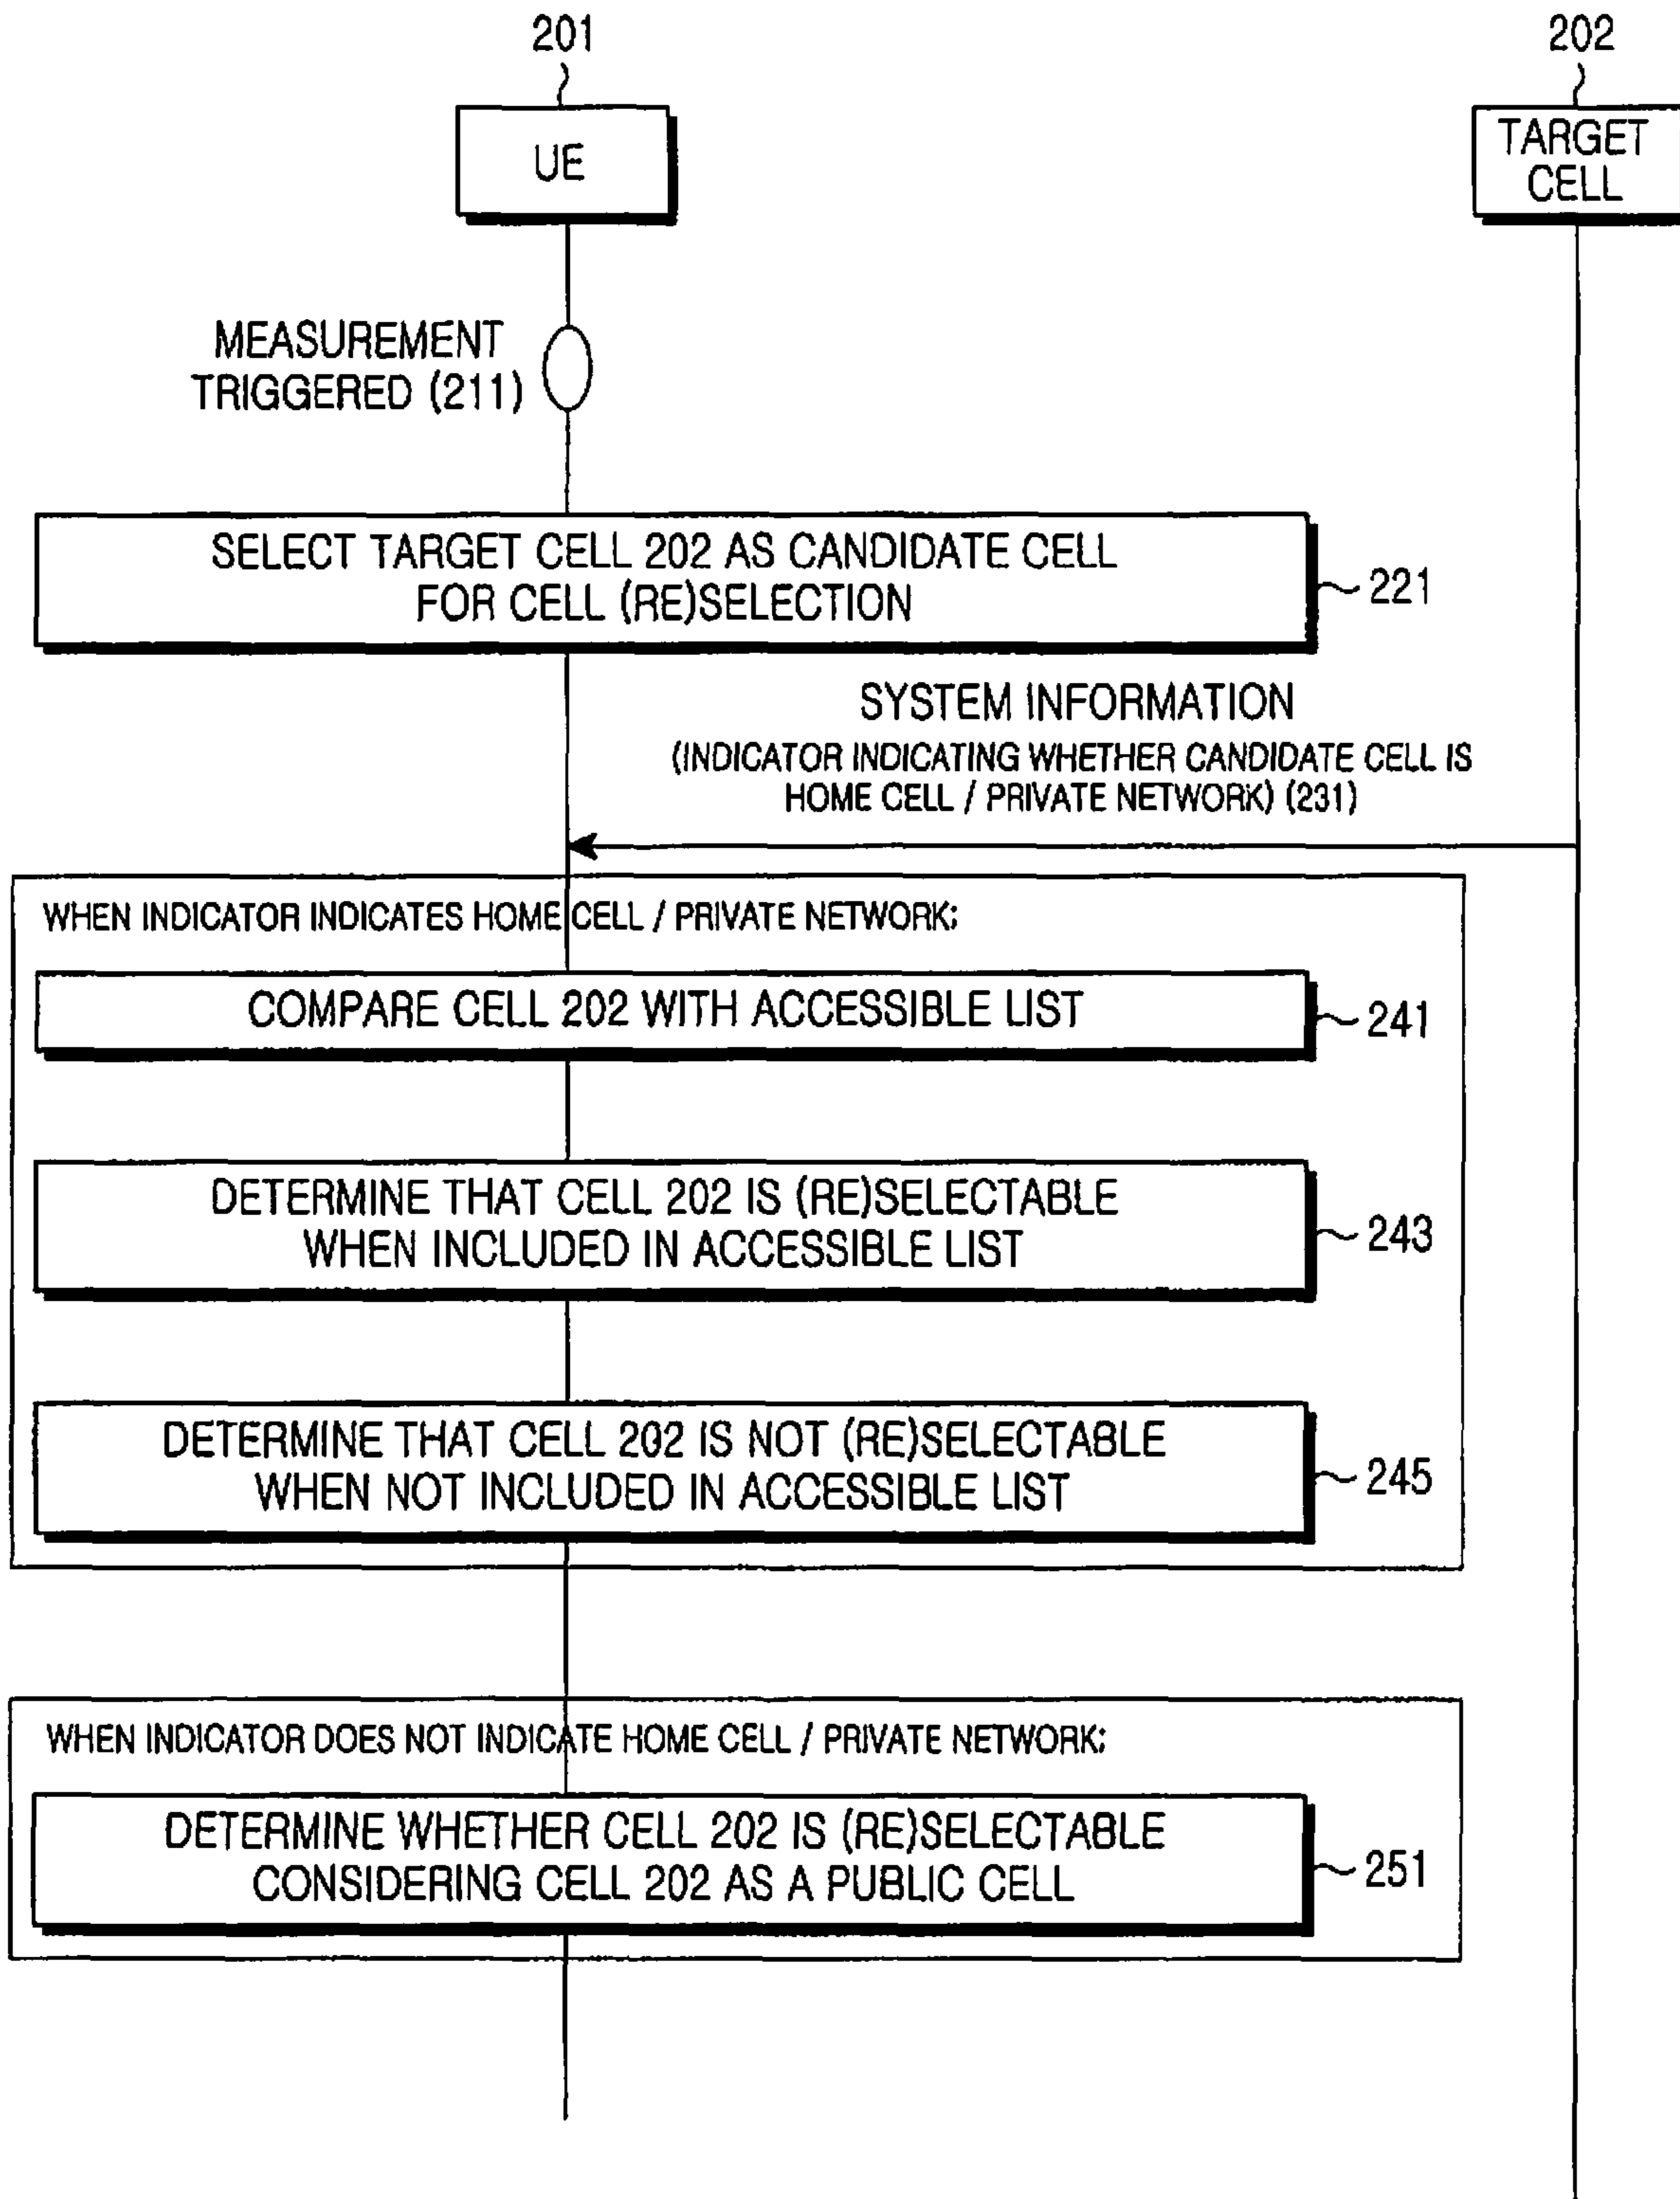 201
202
UE
TARGET
CELL
MEASUREMENT
TRIGGERED (211)
SELECT TARGET CELL 202 AS CANDIDATE CELL
FOR CELL (RE)SELECTION
221
SYSTEM INFORMATION
(INDICATOR INDICATING WHETHER CANDIDATE CELL IS
HOME CELL / PRIVATE NETWORK) (231)
WHEN INDICATOR INDICATES HOME CELL / PRIVATE NETWORK:
COMPARE CELL 202 WITH ACCESSIBLE LIST
241
DETERMINE THAT CELL 202 IS (RE)SELECTABLE
WHEN INCLUDED IN ACCESSIBLE LIST
243
DETERMINE THAT CELL 202 IS NOT (RE)SELECTABLE
WHEN NOT INCLUDED IN ACCESSIBLE LIST
245
WHEN INDICATOR DOES NOT INDICATE HOME CELL / PRIVATE NETWORK:
DETERMINE WHETHER CELL 202 IS (RE)SELECTABLE
CONSIDERING CELL 202 AS A PUBLIC CELL
251